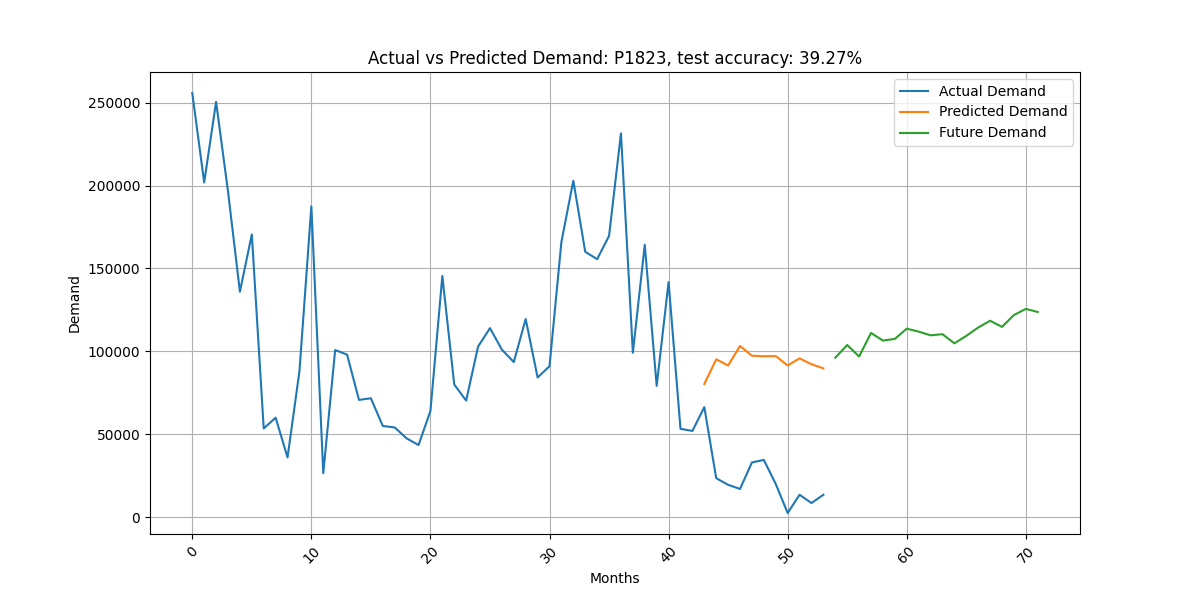 Actual vs Predicted Demand: P1823, test accuracy: 39.27%
Actual Demand
Predicted Demand
Future Demand
250000
200000
150000
100000
50000
0
Demand
0 10 20 30 40 50 60 70
Months